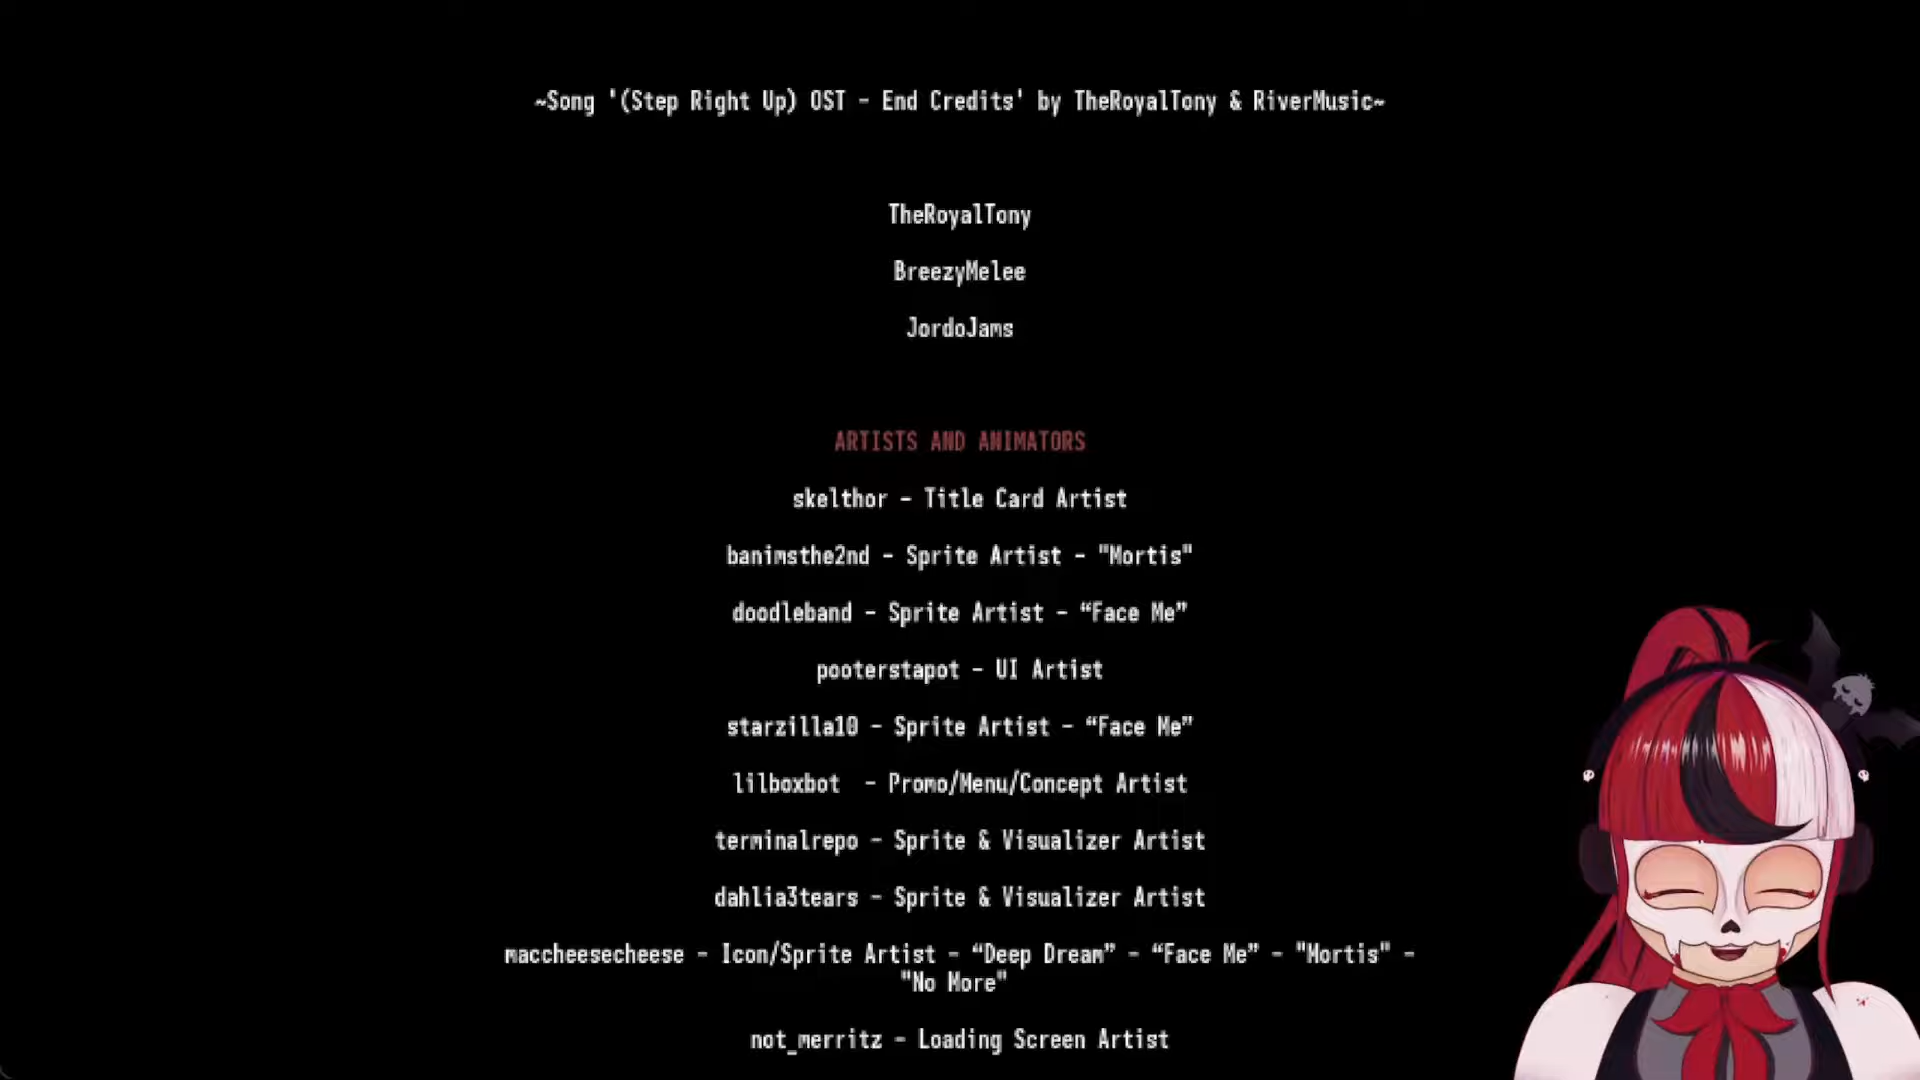 ~Song '(Step Right Up) OST - End Credits' by TheRoyalTony & RiverMusic~
TheRoyalTony
BreezyMelee
JordoJams
ARTISTS AND ANIMATORS
skelthor - Title Card Artist
banimsthe2nd - Sprite Artist - "Mortis"
doodleband - Sprite Artist - “Face Me”
pooterstapot - UI Artist
starzilla10 - Sprite Artist - “Face Me”
lilboxbot  - Promo/Menu/Concept Artist
terminalrepo - Sprite & Visualizer Artist
dahlia3tears - Sprite & Visualizer Artist
maccheesecheese - Icon/Sprite Artist - “Deep Dream” - “Face Me” - "Mortis" -
"No More"
not_merritz - Loading Screen Artist